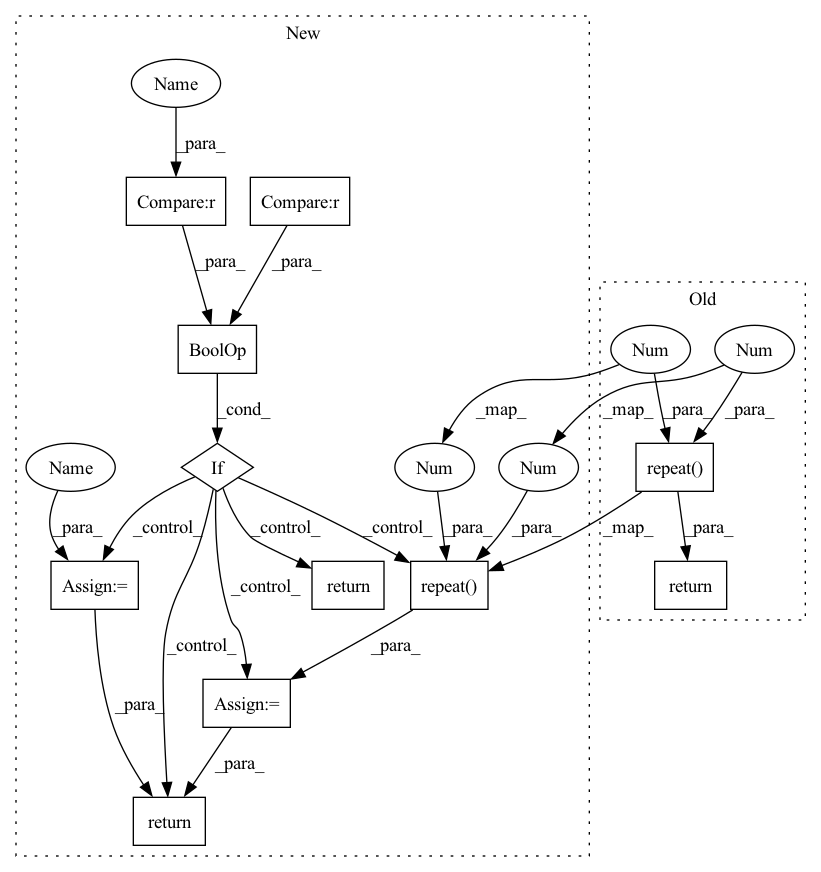 New
Name
_para_
Compare:r
Compare:r
_para_
_para_
Old
BoolOp
Num
Num
_cond_
_map_
_map_
_para_
_para_
Name
If
Num
Num
repeat()
_para_
_control_
_control_
_control_
_para_
_para_
_map_
_para_
Assign:=
return
repeat()
return
_control_
_control_
_para_
Assign:=
_para_
_para_
return